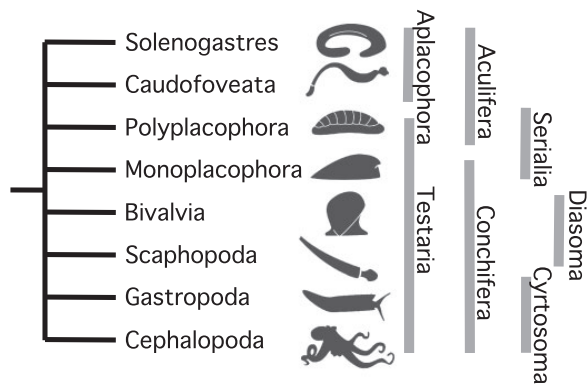 Solenogastres
Caudofoveata
Polyplacophora
Monoplacophora
Bivalvia
Scaphopoda
Gastropoda
Cephalopoda
Aplacophora
Testaria
Aculifera
Conchifera
Serialia
Cyrtosoma
Diasoma